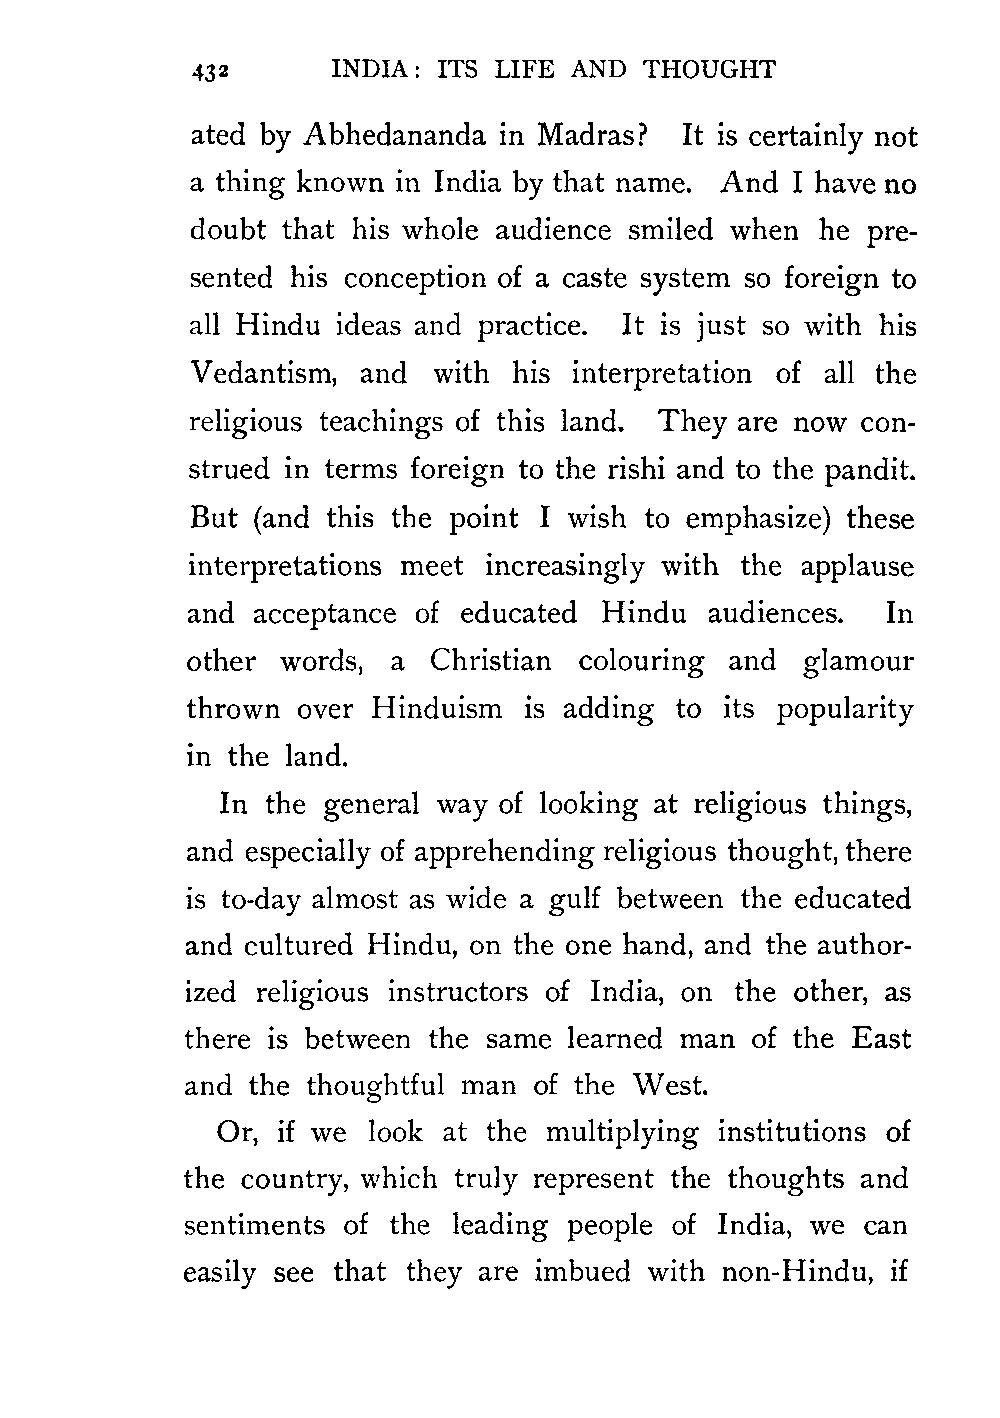 432 INDIA: ITS LIFE AND THOUGHT
ated by Abhedananda in Madras? It is certainly not
a thing known in India by that name. And I have no
doubt that his whole audience smiled when he pre-
sented his conception of a caste system so foreign to
all Hindu ideas and practice. It is just so with his
Vedantism, and with his interpretation of all the
religious teachings of this land. They are now con-
strued in terms foreign to the rishi and to the pandit.
But (and this the point I wish to emphasize) these
interpretations meet increasingly with the applause
and acceptance of educated Hindu audiences. In
other words, a Christian colouring and glamour
thrown over Hinduism is adding to its popularity
in the land.
In the general way of looking at religious things,
and especially of apprehending religious thought, there
is to-day almost as wide a gulf between the educated
and cultured Hindu, on the one hand, and the author-
ized religious instructors of India, on the other, as
there is between the same learned man of the East
and the thoughtful man of the West.
Or, if we look at the multiplying institutions of
the country, which truly represent the thoughts and
sentiments of the leading people of India, we can
easily see that they are imbued with non-Hindu, if